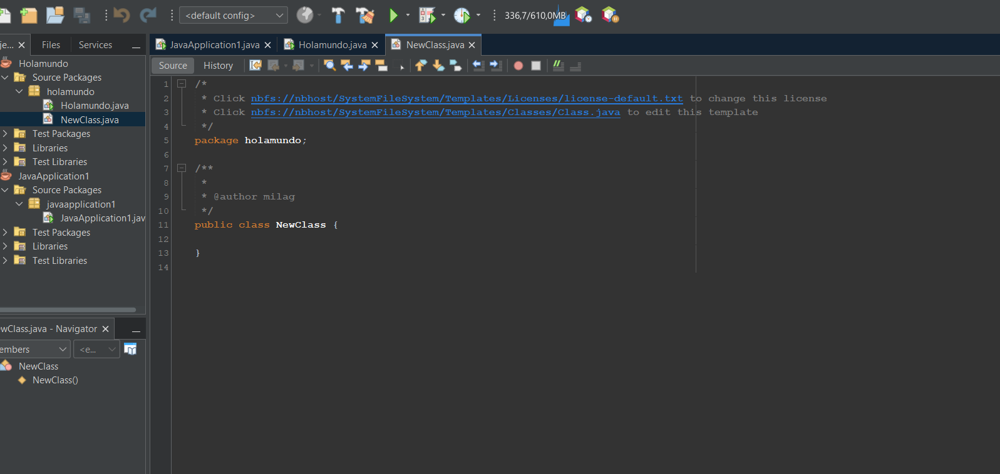 <default config>
336,7/610,0MB
je...
Files
Services
JavaApplication1.java
Holamundo.java
NewClass.java
Source
History
Holamundo
Source Packages
holamundo
Holamundo.java
NewClass.java
Test Packages
Libraries
Test Libraries
JavaApplication1
Source Packages
javaapplication1
JavaApplication1.jav
Test Packages
Libraries
Test Libraries
ewClass.java - Navigator
embers
<e...
NewClass
NewClass()
1 /*
2 * Click nbfs://nbhost/SystemFileSystem/Templates/Licenses/license-default.txt to change this license
3 * Click nbfs://nbhost/SystemFileSystem/Templates/Classes/Class.java to edit this template
4 */
5 package holamundo;
6
7 /**
8 *
9 * @author milag
10 */
11 public class NewClass {
12
13 }
14